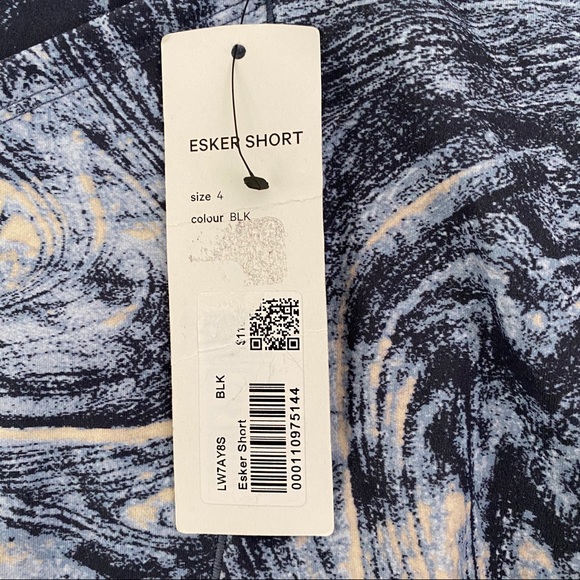 ESKER SHORT
size 4
colour BLK
LW7AY8S BLK
Esker Short
000110975144